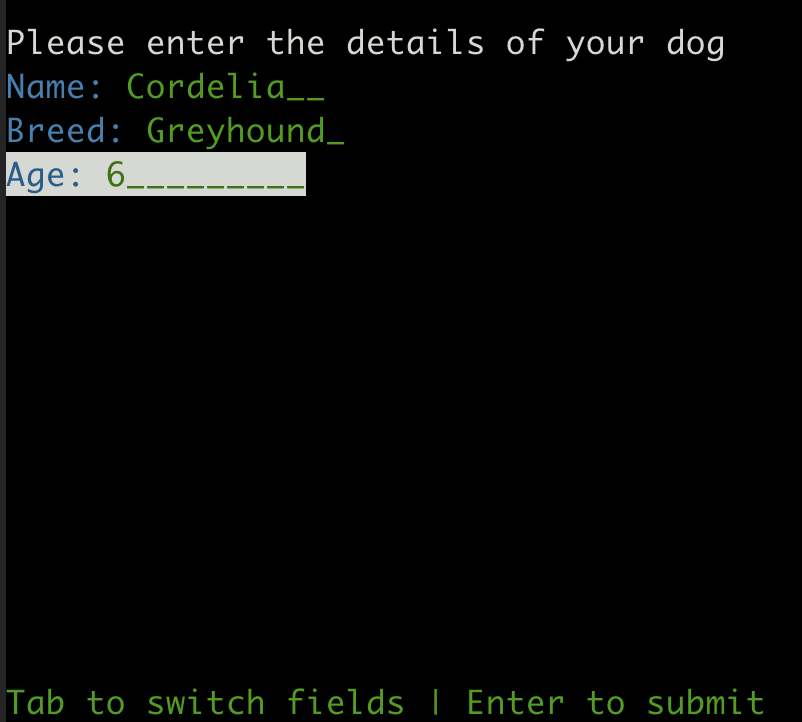 Please enter the details of your dog
Name: Cordelia__
Breed: Greyhound_
Age: 6_________
Tab to switch fields | Enter to submit